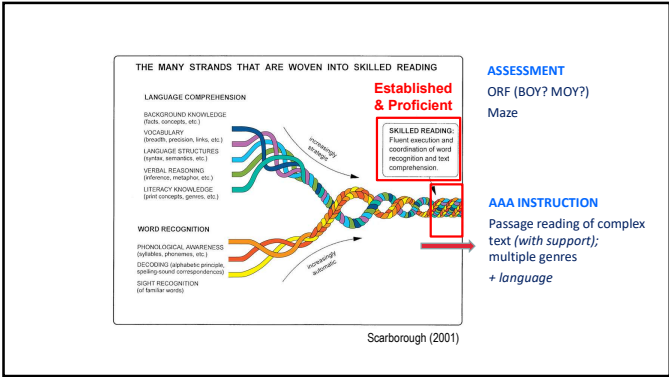 THE MANY STRANDS THAT ARE WOVEN INTO SKILLED READING
Established
& Proficient
LANGUAGE COMPREHENSION
BACKGROUND KNOWLEDGE
(facts, concepts, etc.)
VOCABULARY
(breadth, precision, links, etc.)
LANGUAGE STRUCTURES
(syntax, semantics, etc.)
VERBAL REASONING
(inference, metaphor, etc.)
LITERACY KNOWLEDGE
(print concepts, genres, etc.)
increasingly
strategic
SKILLED READING:
Fluent execution and
coordination of word
recognition and text
comprehension.
WORD RECOGNITION
PHONOLOGICAL AWARENESS
(syllables, phonemes, etc.)
DECODING (alphabetic principle,
spelling-sound correspondences)
SIGHT RECOGNITION
(of familiar words)
increasingly
automatic
Scarborough (2001)
ASSESSMENT
ORF (BOY? MOY?)
Maze
AAA INSTRUCTION
Passage reading of complex
text (with support);
multiple genres
+ language